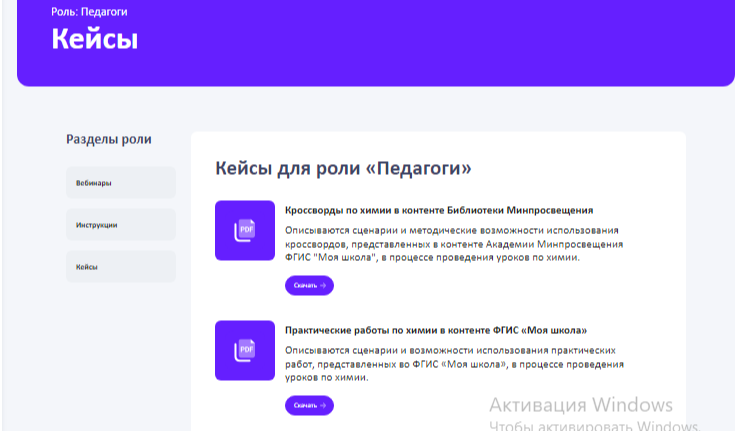 Роль: Педагоги
Кейсы
Разделы роли
Вебинары
Инструкции
Кейсы
Кейсы для роли «Педагоги»
PDF
Кроссворды по химии в контенте Библиотеки Минпросвещения
Описываются сценарии и методические возможности использования
кроссвордов, представленных в контенте Академии Минпросвещения
ФГИС "Моя школа", в процессе проведения уроков по химии.
Скачать →
PDF
Практические работы по химии в контенте ФГИС «Моя школа»
Описываются сценарии и возможности использования практических
работ, представленных во ФГИС «Моя школа», в процессе проведения
уроков по химии.
Скачать →
Активация Windows
Чтобы активировать Windows